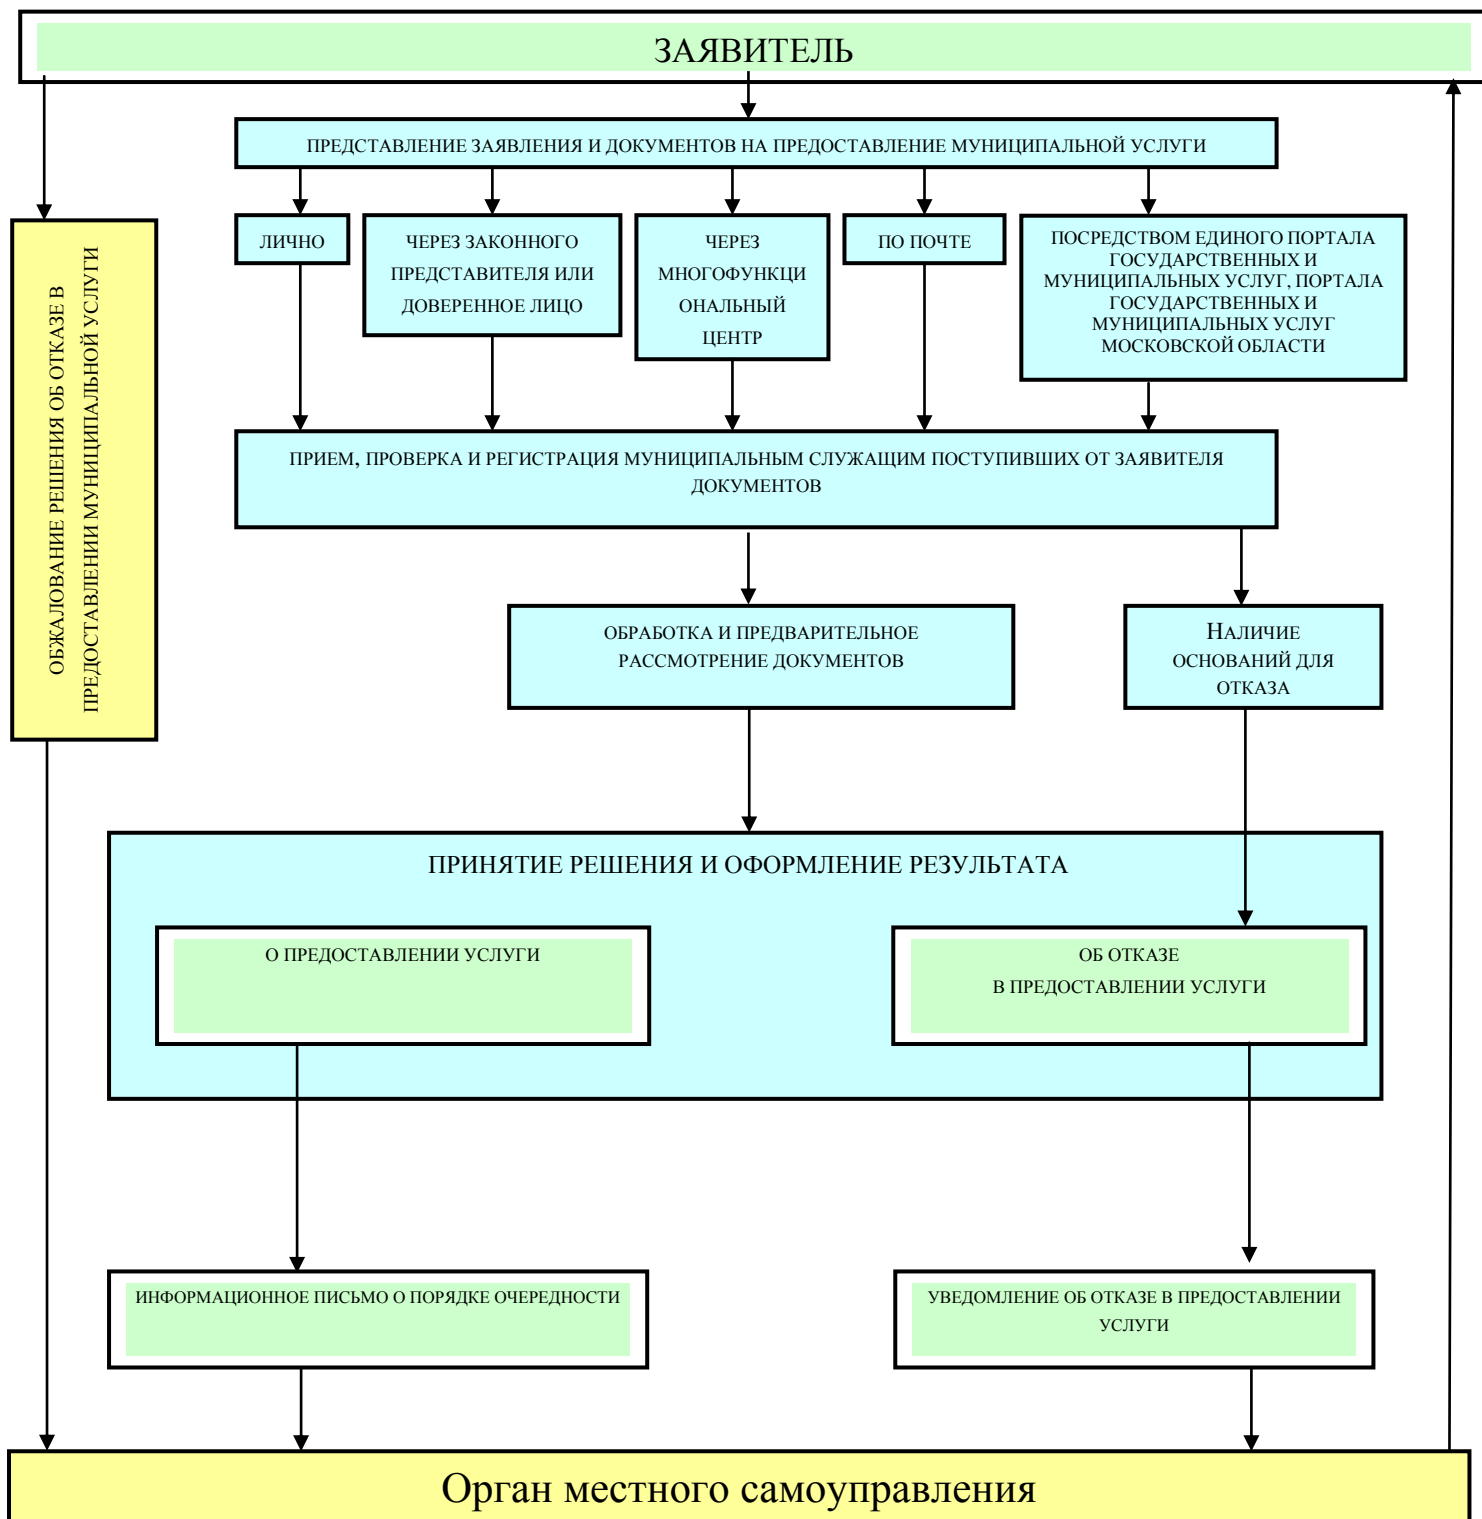 ЗАЯВИТЕЛЬ
ПРЕДСТАВЛЕНИЕ ЗАЯВЛЕНИЯ И ДОКУМЕНТОВ НА ПРЕДОСТАВЛЕНИЕ МУНИЦИПАЛЬНОЙ УСЛУГИ
ЛИЧНО
ЧЕРЕЗ ЗАКОННОГО
ПРЕДСТАВИТЕЛЯ ИЛИ
ДОВЕРЕННОЕ ЛИЦО
ЧЕРЕЗ
МНОГОФУНКЦИ
ОНАЛЬНЫЙ
ЦЕНТР
ПО ПОЧТЕ
ПОСРЕДСТВОМ ЕДИНОГО ПОРТАЛА
ГОСУДАРСТВЕННЫХ И
МУНИЦИПАЛЬНЫХ УСЛУГ, ПОРТАЛА
ГОСУДАРСТВЕННЫХ И
МУНИЦИПАЛЬНЫХ УСЛУГ
МОСКОВСКОЙ ОБЛАСТИ
ОБЖАЛОВАНИЕ РЕШЕНИЯ ОБ ОТКАЗЕ В
ПРЕДОСТАВЛЕНИИ МУНИЦИПАЛЬНОЙ УСЛУГИ
ПРИЕМ, ПРОВЕРКА И РЕГИСТРАЦИЯ МУНИЦИПАЛЬНЫМ СЛУЖАЩИМ ПОСТУПИВШИХ ОТ ЗАЯВИТЕЛЯ
ДОКУМЕНТОВ
ОБРАБОТКА И ПРЕДВАРИТЕЛЬНОЕ
РАССМОТРЕНИЕ ДОКУМЕНТОВ
НАЛИЧИЕ
ОСНОВАНИЙ ДЛЯ
ОТКАЗА
ПРИНЯТИЕ РЕШЕНИЯ И ОФОРМЛЕНИЕ РЕЗУЛЬТАТА
О ПРЕДОСТАВЛЕНИИ УСЛУГИ
ОБ ОТКАЗЕ
В ПРЕДОСТАВЛЕНИИ УСЛУГИ
ИНФОРМАЦИОННОЕ ПИСЬМО О ПОРЯДКЕ ОЧЕРЕДНОСТИ
УВЕДОМЛЕНИЕ ОБ ОТКАЗЕ В ПРЕДОСТАВЛЕНИИ
УСЛУГИ
Орган местного самоуправления